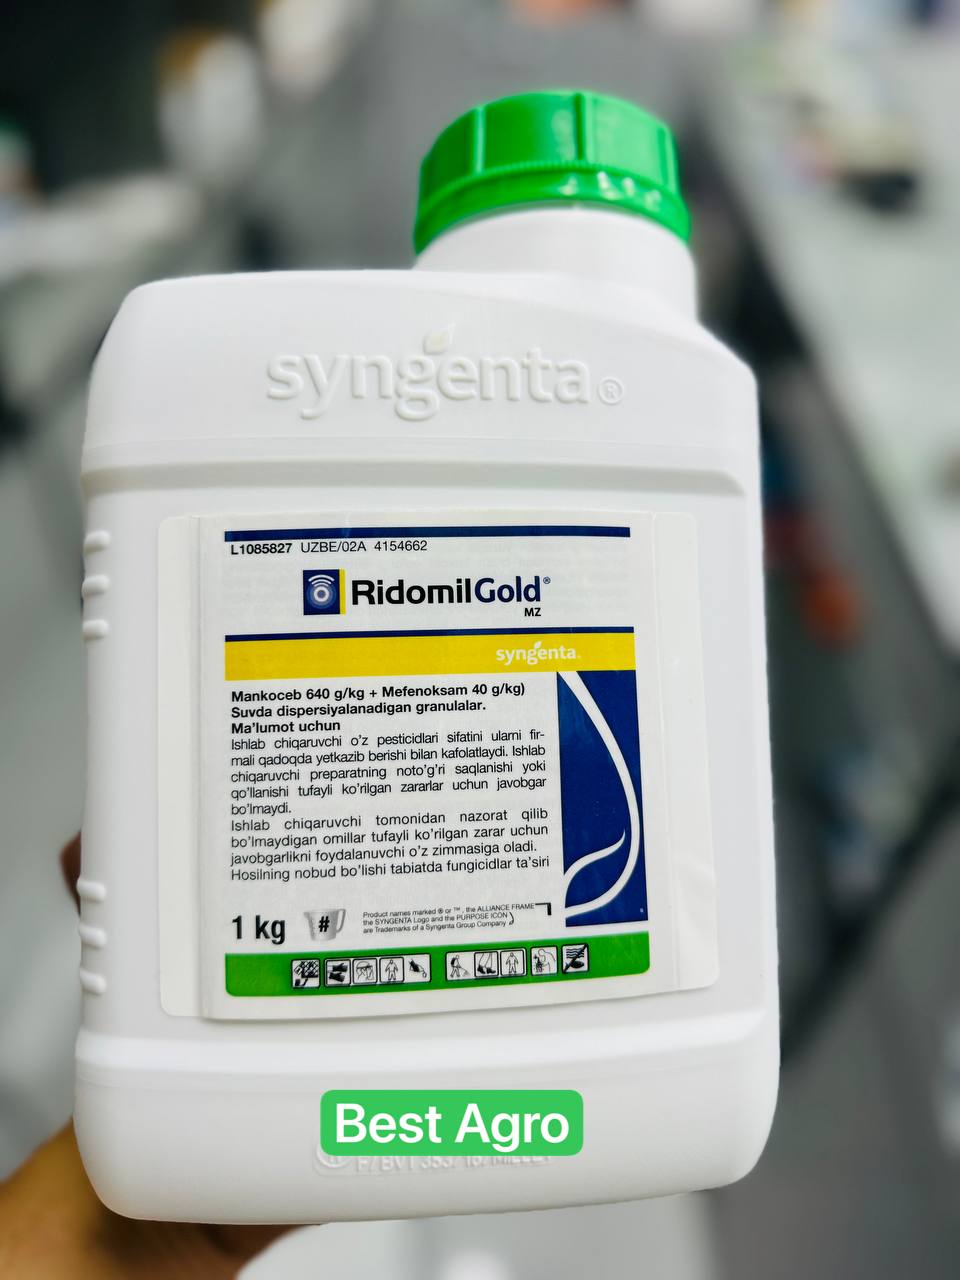 syngenta®
L1085827 UZBE/02A 4154662
RidomilGold®
MZ
syngenta.
Mankoceb 640 g/kg + Mefenoksam 40 g/kg)
Suvda dispersiyalanadigan granulalar.
Ma'lumot uchun
Ishlab chiqaruvchi o'z pesticidlari sifatini ularni fir-
mali qadoqda yetkazib berishi bilan kafolatlaydi. Ishlab
chiqaruvchi preparatning noto'g'ri saqlanishi yoki
qo'llanishi tufayli ko'rilgan zararlar uchun javobgar
bo'lmaydi.
Ishlab chiqaruvchi tomonidan nazorat qilib
bo'lmaydigan omillar tufayli ko'rilgan zarar uchun
javobgarlikni foydalanuvchi o'z zimmasiga oladi.
Hosilning nobud bo'lishi tabiatda fungicidlar ta'siri
1 kg
#
Product names marked ® or ™, the ALLIANCE FRAME
the SYNGENTA Logo and the PURPOSE ICON
are Trademarks of a Syngenta Group Company
Best Agro